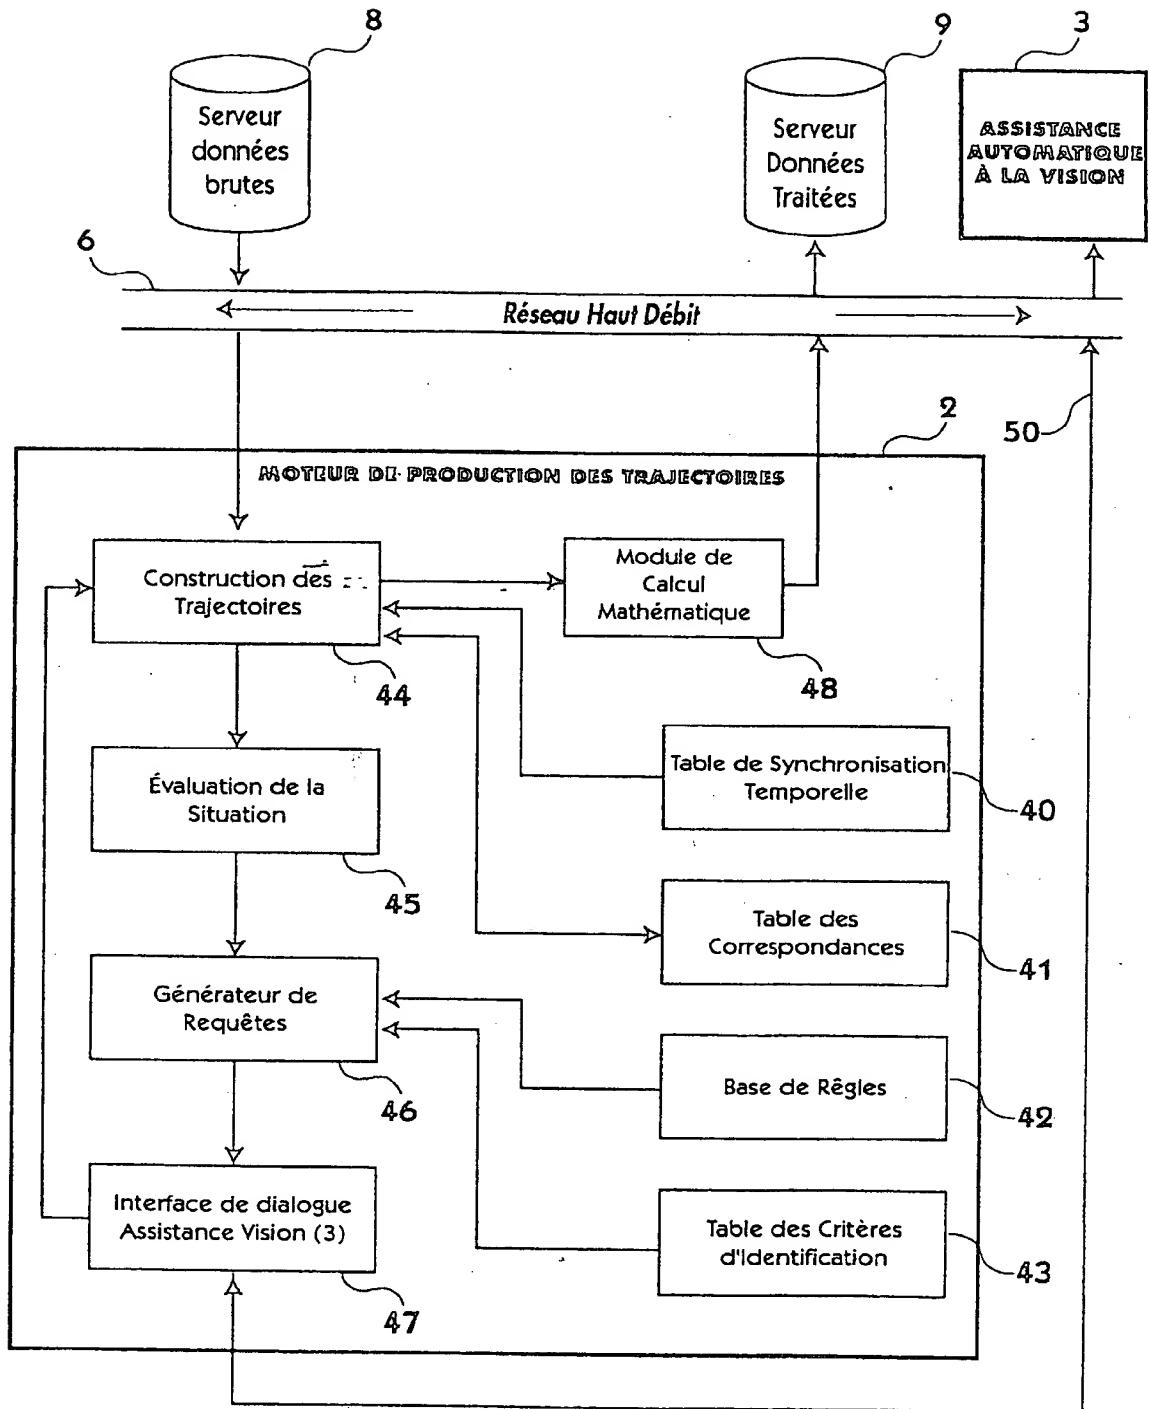 8
9
3
Serveur
données
brutes
Serveur
Données
Traitées
ASSISTANCE
AUTOMATIQUE
À LA VISION
6
Réseau Haut Débit
2
50
MOTEUR DE PRODUCTION DES TRAJECTOIRES
Construction des
Trajectoires
Module de
Calcul
Mathématique
44
48
Table de Synchronisation
Temporelle
40
Évaluation de la
Situation
45
Table des
Correspondances
41
Générateur de
Requêtes
46
Base de Rêgles
42
Interface de dialogue
Assistance Vision (3)
47
Table des Critères
d'Identification
43